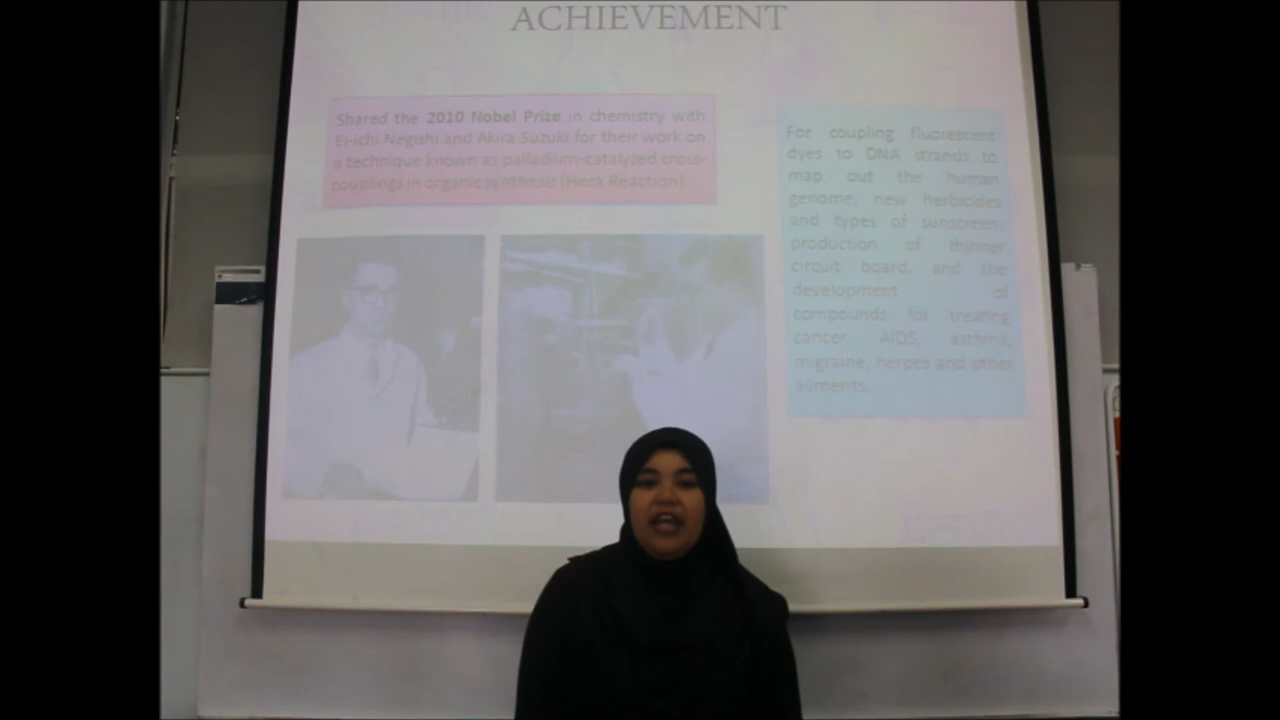 ACHIEVEMENT
Shared the 2010 Nobel Prize in chemistry with
Ei-ichi Negishi and Akira Suzuki for their work on
a technique known as palladium-catalyzed cross-
couplings in organic synthesis (Heck Reaction).
For coupling fluorescent
dyes to DNA strands to
map out the human
genome, new herbicides
and types of sunscreen,
production of thinner
circuit board, and the
development of
compounds for treating
cancer, AIDS, asthma,
migraine, herpes and other
ailments.